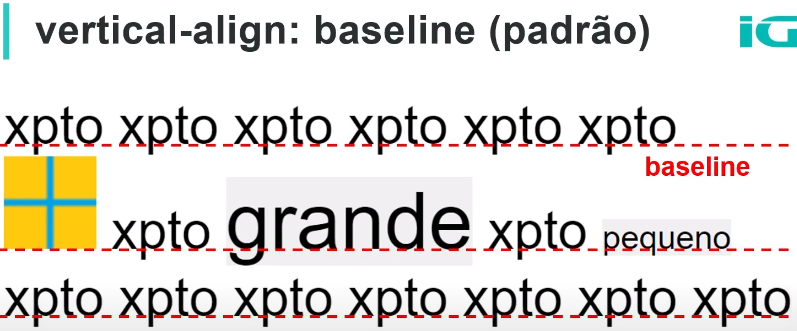 vertical-align: baseline (padrão)
iG
xpto xpto xpto xpto xpto xpto
baseline
xpto grande xpto pequeno
xpto xpto xpto xpto xpto xpto xpto